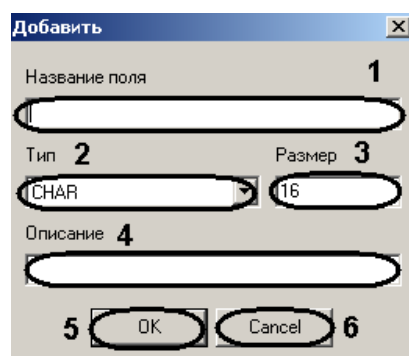 Добавить
Название поля 1
Тип 2 Размер 3
CHAR 16
Описание 4
5 OK Cancel 6